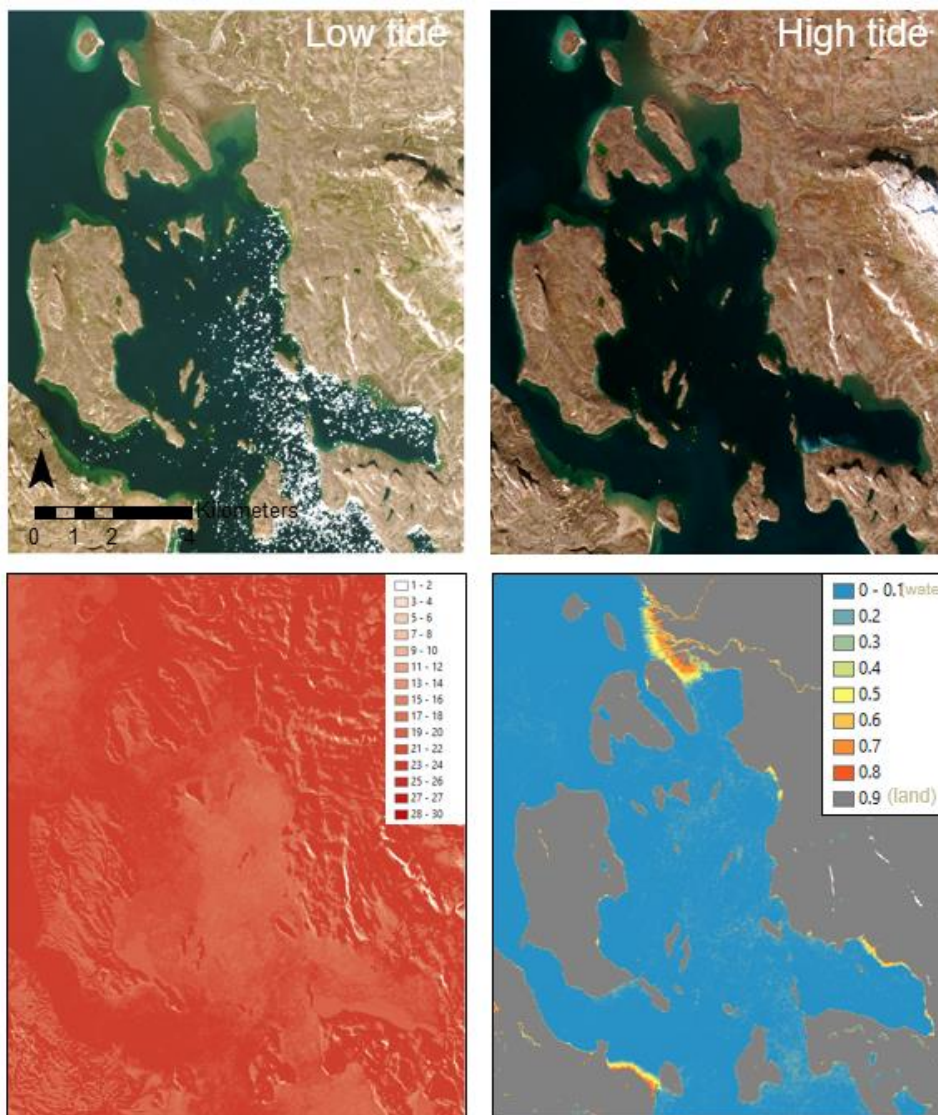 Low tide
High tide
Kilometers
0 1 2 4
1 - 2
3 - 4
5 - 6
7 - 8
9 - 10
11 - 12
13 - 14
15 - 16
17 - 18
19 - 20
21 - 22
23 - 24
25 - 26
27 - 27
28 - 30
0 - 0.1 (wate
0.2
0.3
0.4
0.5
0.6
0.7
0.8
0.9 (land)